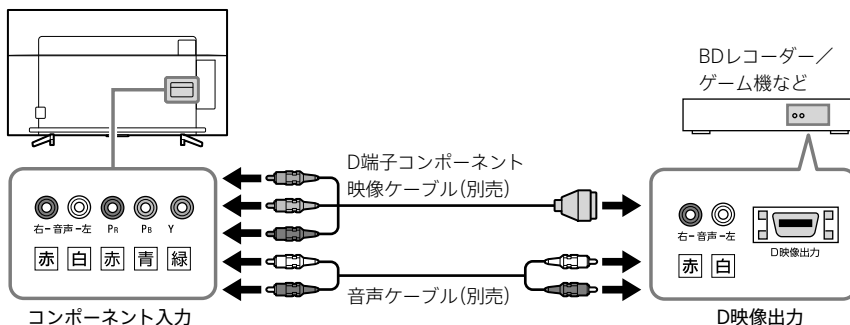 BDレコーダー／
ゲーム機など
D端子コンポーネント
映像ケーブル（別売）
音声ケーブル（別売）
右-音声-左 PR PB Y
赤 白 赤 青 緑
コンポーネント入力
右-音声-左
D映像出力
赤 白
D映像出力